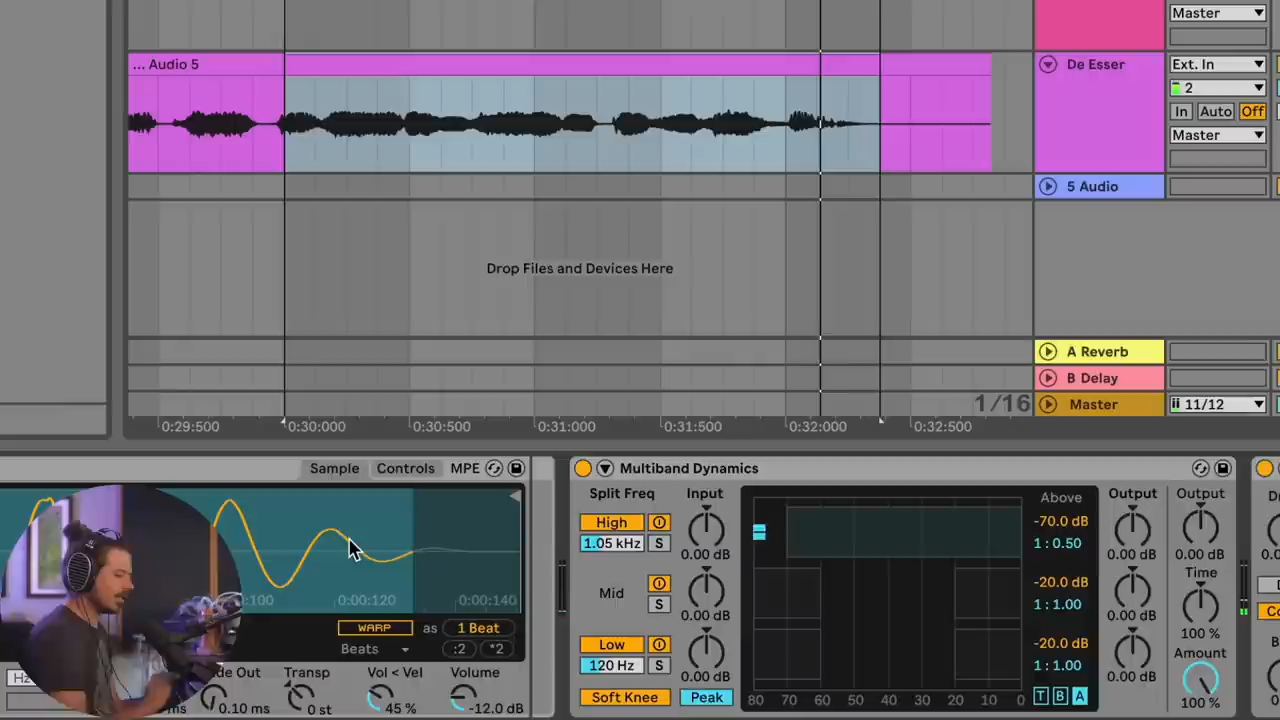 Master
... Audio 5
De Esser
Ext. In
2
In Auto Off
Master
5 Audio
Drop Files and Devices Here
A Reverb
B Delay
1/16
Master
11/12
0:29:500 0:30:000 0:30:500 0:31:000 0:31:500 0:32:000 0:32:500
Sample Controls MPE
Multiband Dynamics
Split Freq Input
Above Output Output
High
-70.0 dB
1.05 kHz S 0.00 dB
1 : 0.50
0.00 dB 0.00 dB
Time
Mid
-20.0 dB
:100 0:00:120 0:00:140
S 0.00 dB
1 : 1.00
0.00 dB
WARP as 1 Beat
100 %
Beats :2 *2
Low
-20.0 dB
Amount
120 Hz S 0.00 dB
1 : 1.00
0.00 dB
Hz
de Out Transp Vol < Vel Volume
Soft Knee Peak
80 70 60 50 40 30 20 10 0
T B A
100 %
ms 0.10 ms 0 st 45 % -12.0 dB